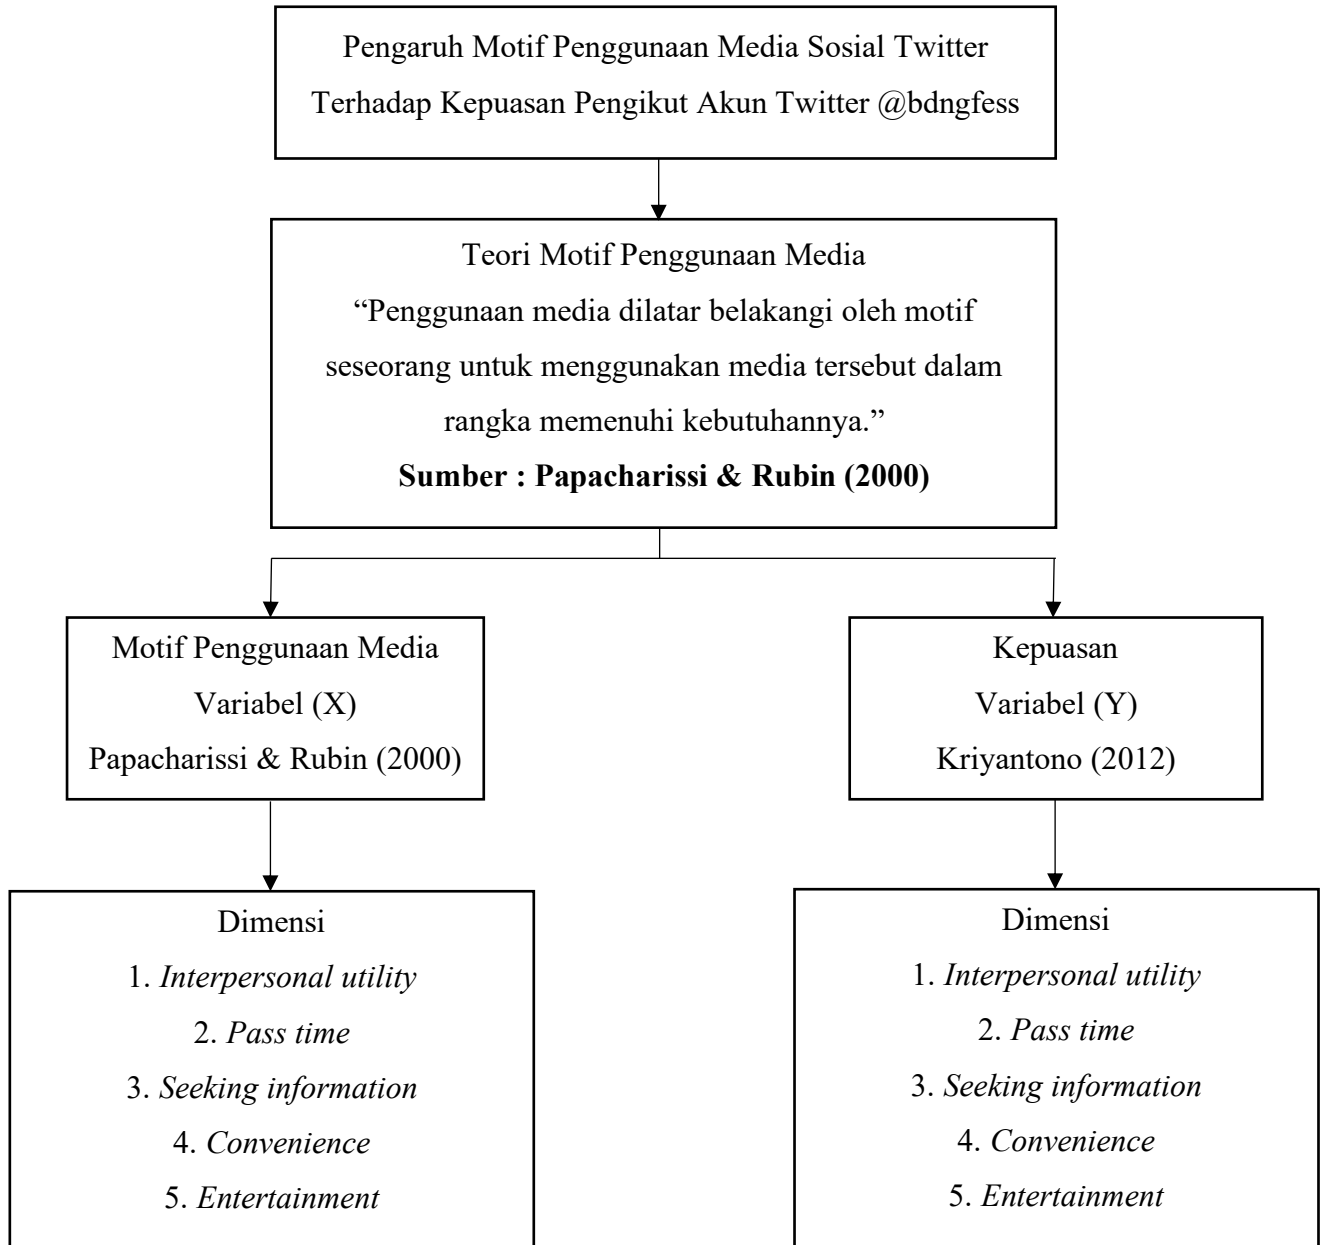 Pengaruh Motif Penggunaan Media Sosial Twitter
Terhadap Kepuasan Pengikut Akun Twitter @bdngfess
Teori Motif Penggunaan Media
“Penggunaan media dilatar belakangi oleh motif
seseorang untuk menggunakan media tersebut dalam
rangka memenuhi kebutuhannya.”
Sumber : Papacharissi & Rubin (2000)
Motif Penggunaan Media
Variabel (X)
Papacharissi & Rubin (2000)
Kepuasan
Variabel (Y)
Kriyantono (2012)
Dimensi
1. Interpersonal utility
2. Pass time
3. Seeking information
4. Convenience
5. Entertainment
Dimensi
1. Interpersonal utility
2. Pass time
3. Seeking information
4. Convenience
5. Entertainment